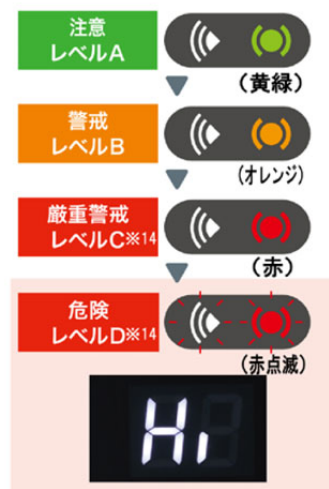 注意
レベルA
（黄緑）
警戒
レベルB
（オレンジ）
厳重警戒
レベルC※14
（赤）
危険
レベルD※14
（赤点滅）
Hı